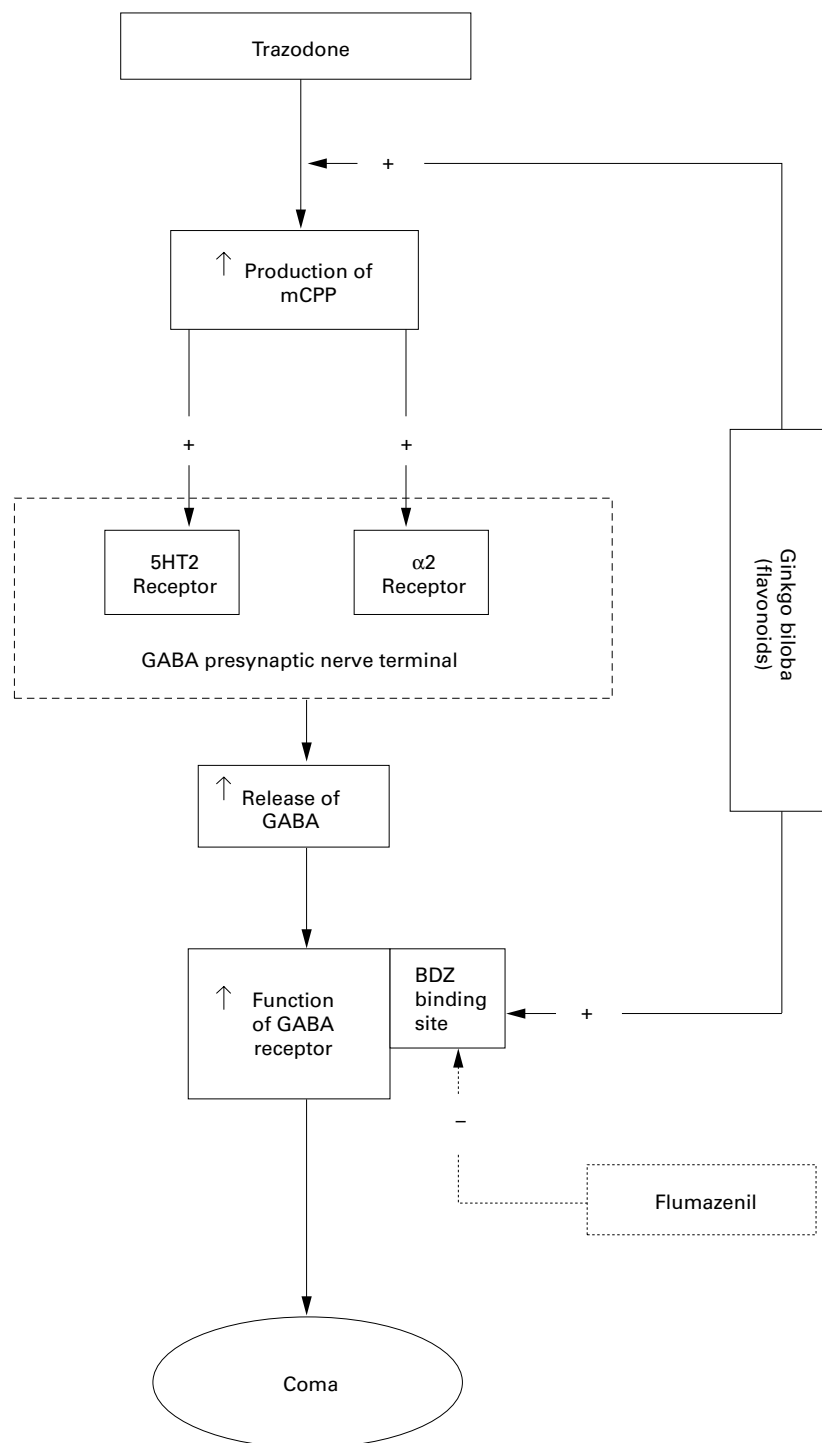 Trazodone
+
↑ Production of
mCPP
+ +
5HT2
Receptor
α2
Receptor
GABA presynaptic nerve terminal
Ginkgo biloba
(flavonoids)
↑ Release of
GABA
↑ Function
of GABA
receptor
BDZ
binding
site
+
−
Flumazenil
Coma